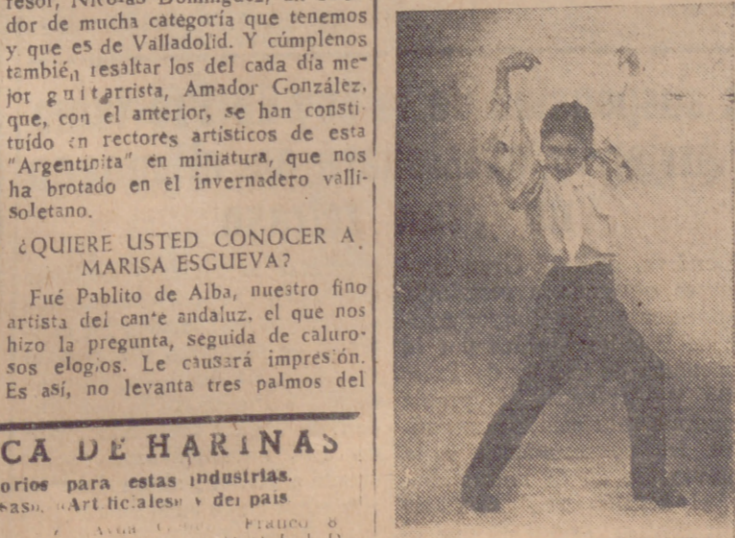 dor de mucha categoría que tenemos
y que es de Valladolid. Y cúmplenos
también resaltar los del cada día me-
jor guitarrista, Amador González,
que, con el anterior, se han consti-
tuído en rectores artísticos de esta
"Argentinita" en miniatura, que nos
ha brotado en el invernadero valli-
soletano.
¿QUIERE USTED CONOCER A
MARISA ESGUEVA?
Fué Pablito de Alba, nuestro fino
artista del cante andaluz, el que nos
hizo la pregunta, seguida de caluro-
sos elogios. Le causará impresión.
Es así, no levanta tres palmos del
CA DE HARINAS
orios para estas industrias.
sas», «Artificiales» y del país
Franco 8